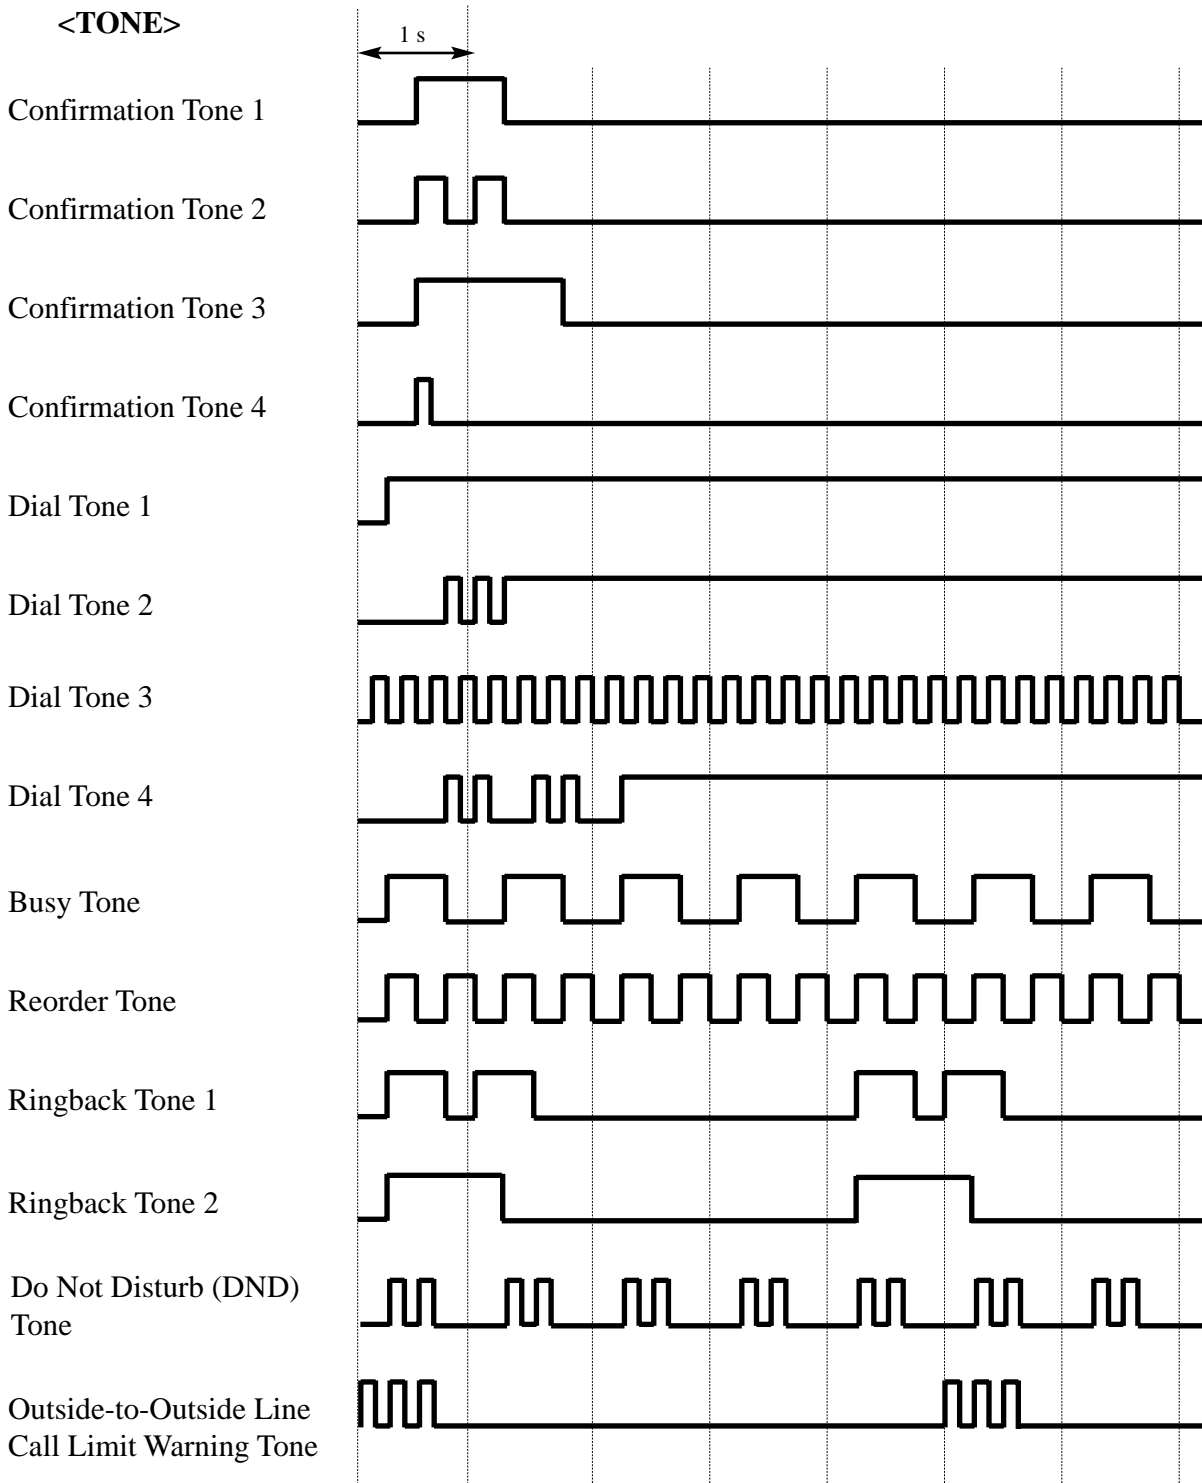 <TONE>
1 s
Confirmation Tone 1
Confirmation Tone 2
Confirmation Tone 3
Confirmation Tone 4
Dial Tone 1
Dial Tone 2
Dial Tone 3
Dial Tone 4
Busy Tone
Reorder Tone
Ringback Tone 1
Ringback Tone 2
Do Not Disturb (DND)
Tone
Outside-to-Outside Line
Call Limit Warning Tone